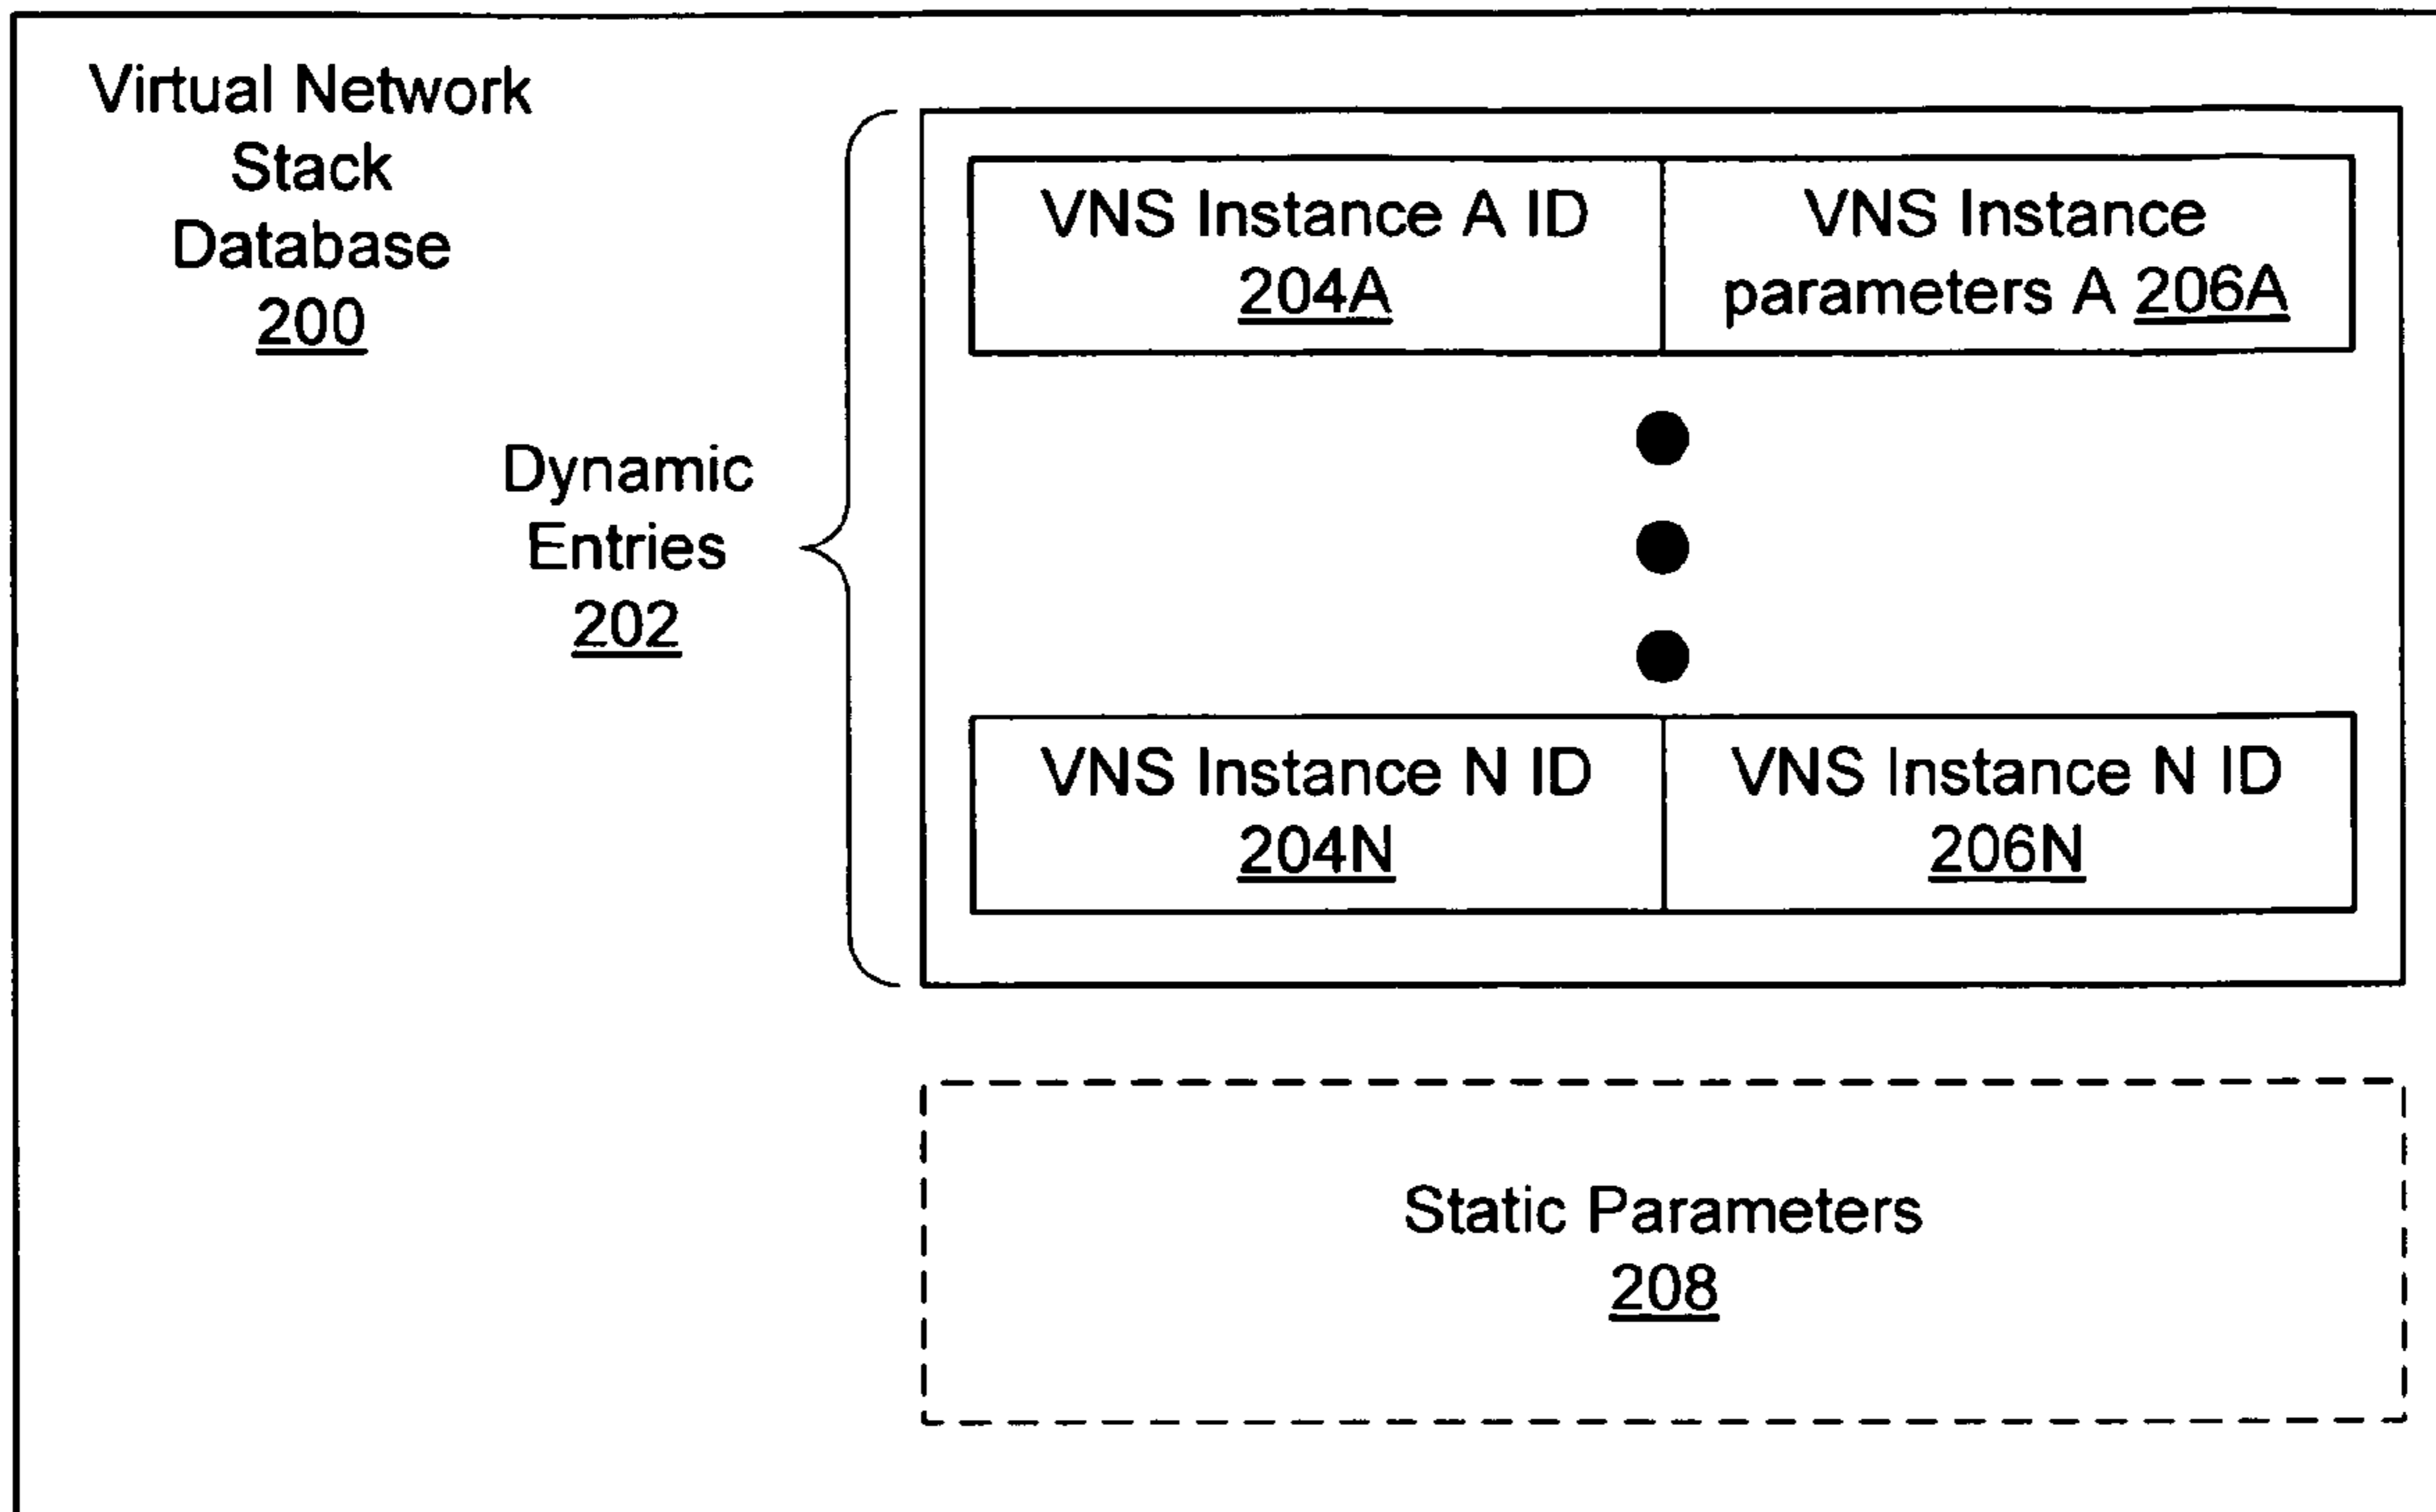 Virtual Network
Stack
Database
200
VNS Instance A ID
204A
VNS Instance
parameters A 206A
Dynamic
Entries
202
VNS Instance N ID
204N
VNS Instance N ID
206N
Static Parameters
208